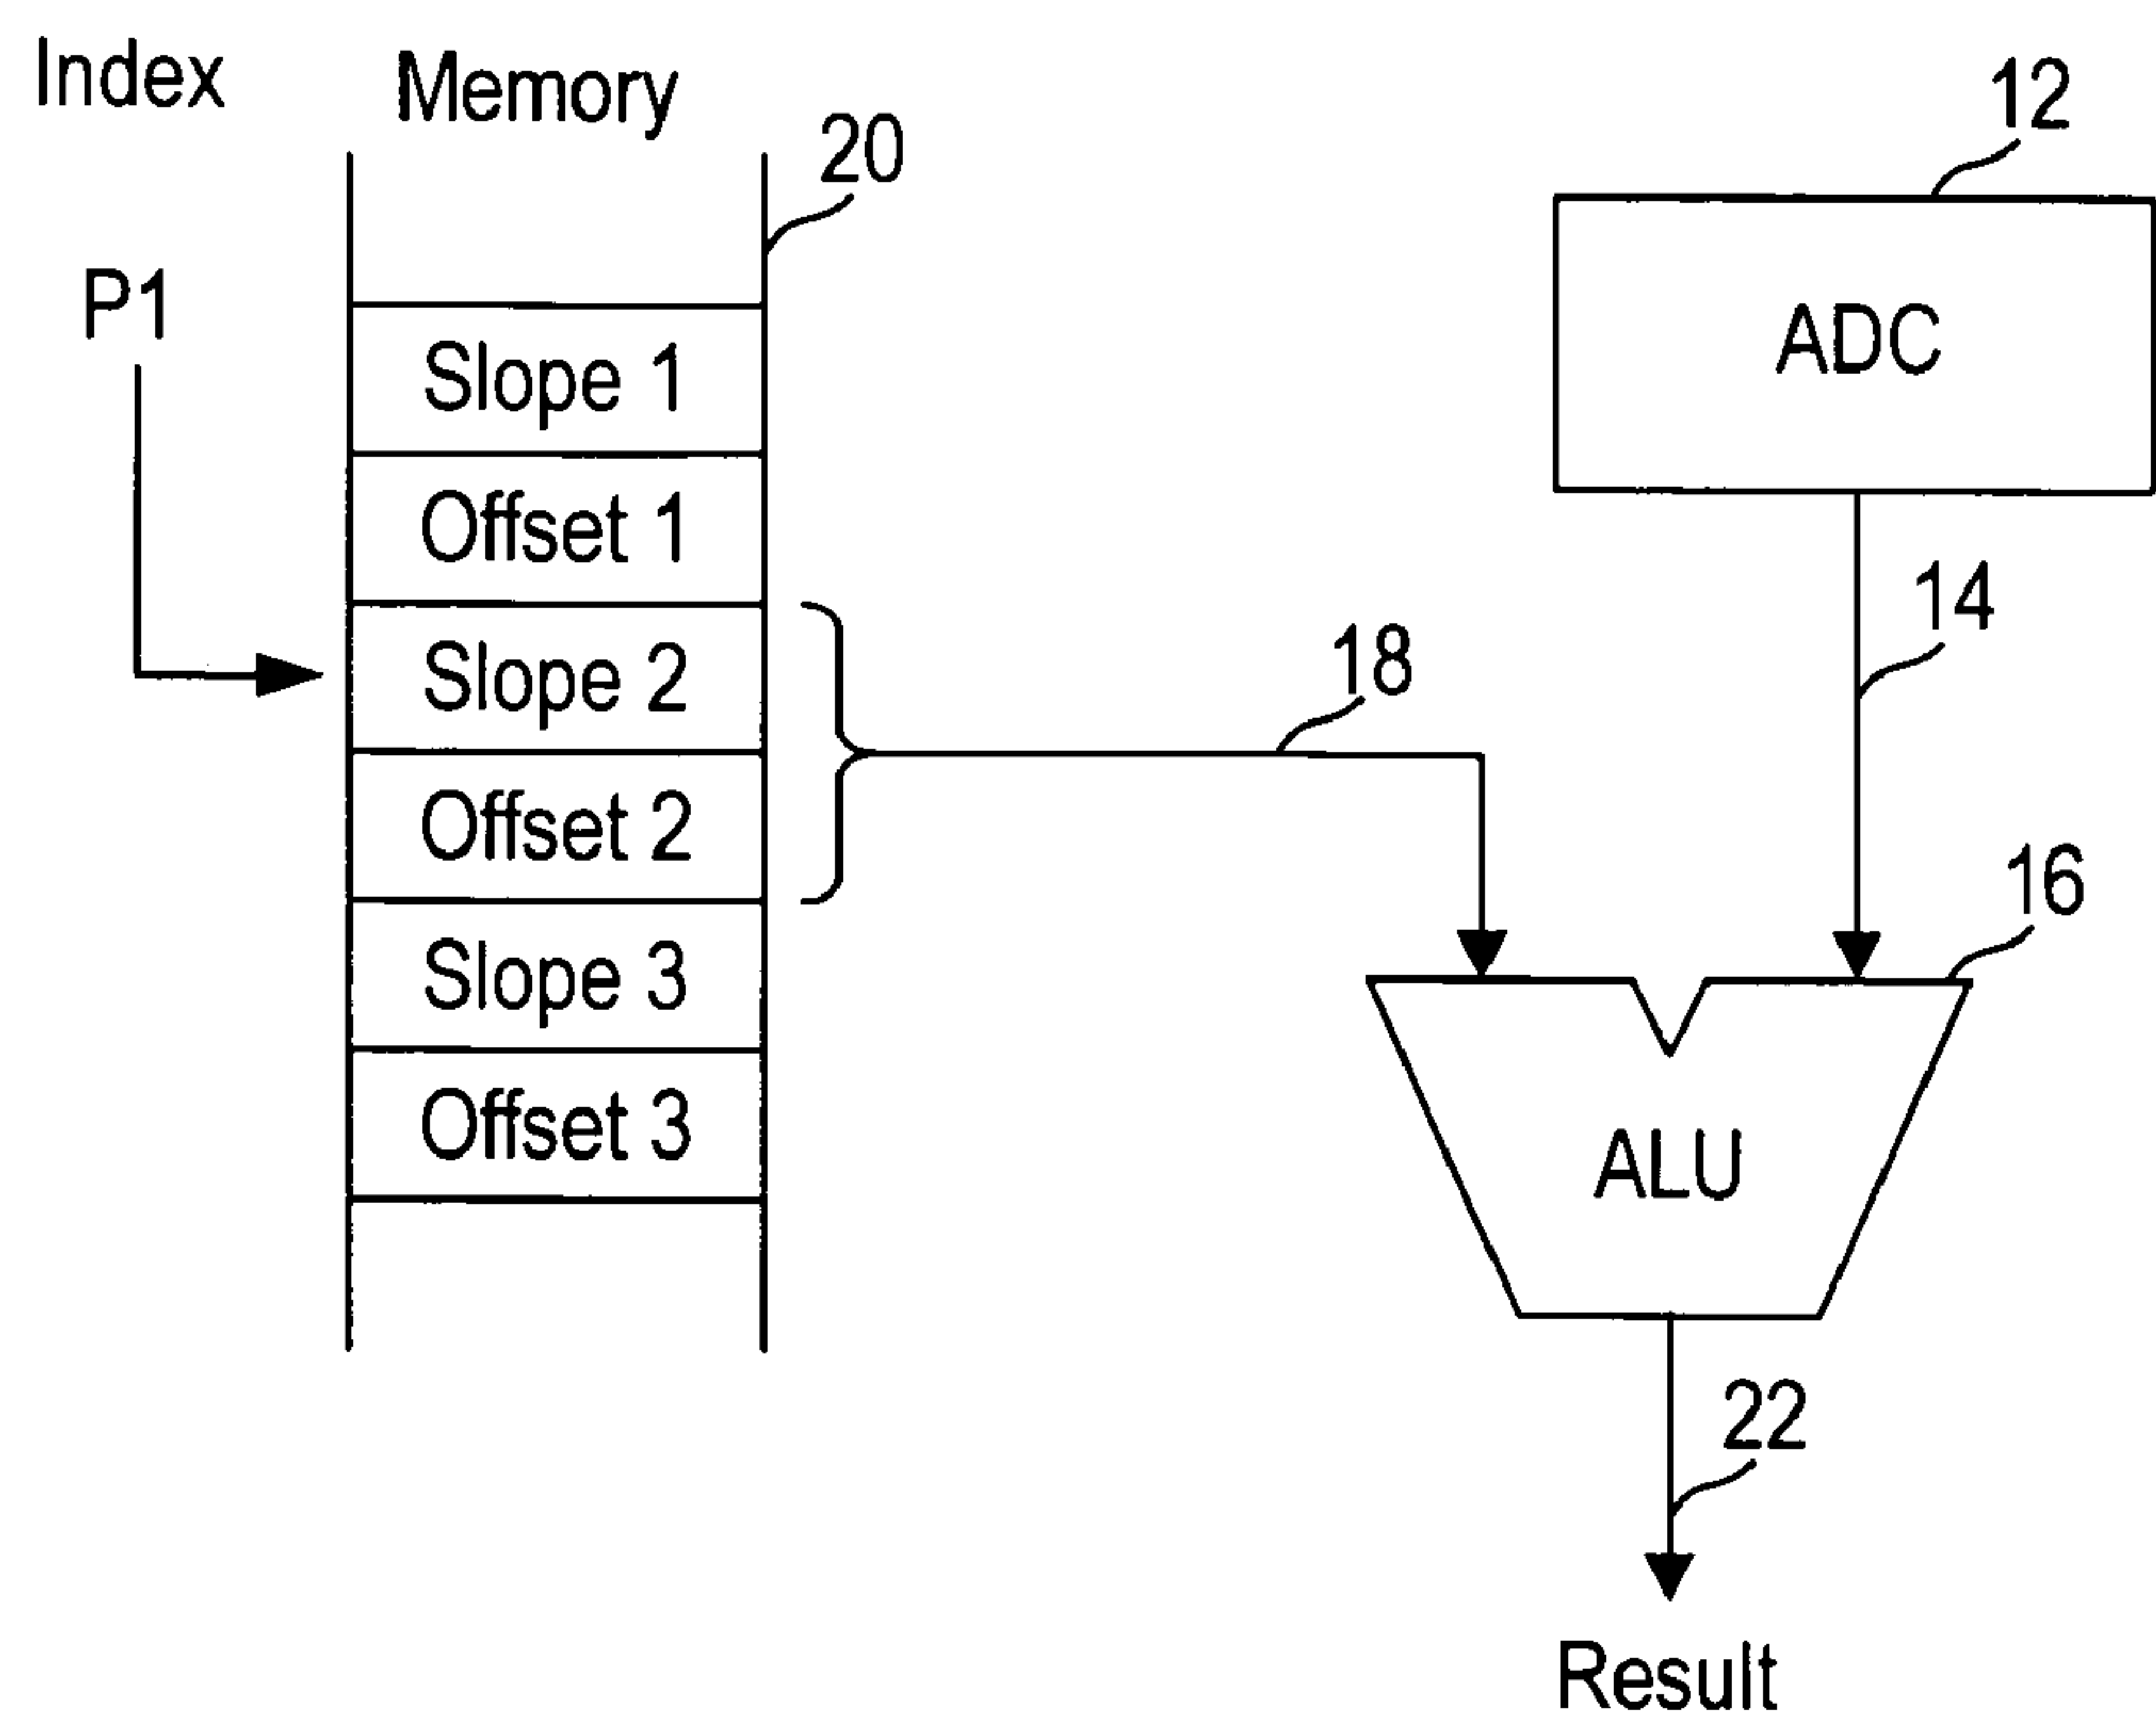 Index
Memory
20
12
P1
ADC
Slope 1
Offset 1
14
Slope 2
18
Offset 2
16
Slope 3
Offset 3
ALU
22
Result